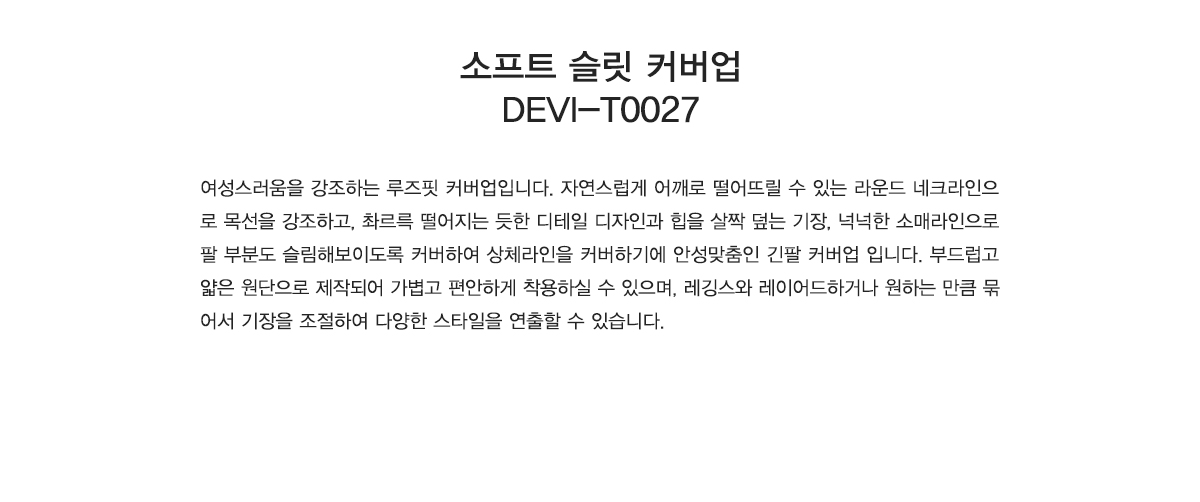 소프트 슬릿 커버업
DEVI-T0027
여성스러움을 강조하는 루즈핏 커버업입니다. 자연스럽게 어깨로 떨어뜨릴 수 있는 라운드 네크라인으
로 목선을 강조하고, 촤르륵 떨어지는 듯한 디테일 디자인과 힙을 살짝 덮는 기장, 넉넉한 소매라인으로
팔 부분도 슬림해보이도록 커버하여 상체라인을 커버하기에 안성맞춤인 긴팔 커버업 입니다. 부드럽고
얇은 원단으로 제작되어 가볍고 편안하게 착용하실 수 있으며, 레깅스와 레이어드하거나 원하는 만큼 묶
어서 기장을 조절하여 다양한 스타일을 연출할 수 있습니다.